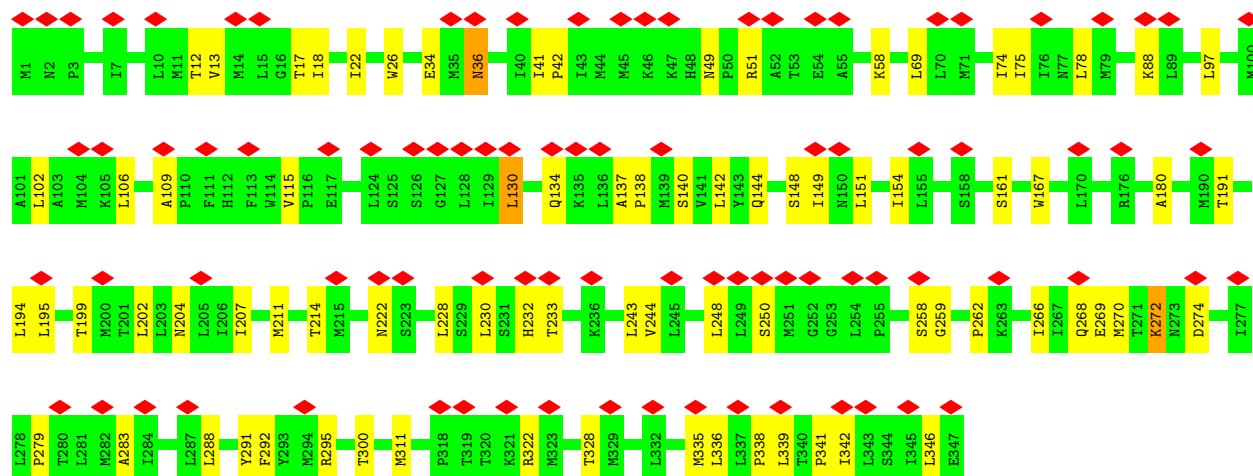 M1 N2 P3 I7 L10 M11 T12 V13 M14 L15 G16 T17 I18 I22 W26 E34 M35 N36 I40 I41 P42 I43 M44 M45 K46 K47 H48 N49 P50 R51 A52 T53 E54 A55 K58 L69 L70 M71 I74 I75 I76 N77 L78 M79 K88 L89 L97 M100
A101 L102 A103 M104 K105 L106 A109 P110 F111 H112 F113 W114 V115 P116 E117 L124 S125 S126 G127 L128 I129 L130 Q134 K135 L136 A137 P138 M139 S140 V141 L142 Y143 Q144 S148 I149 N150 L151 I154 L155 S158 S161 W167 L170 R176 A180 M190 T191
L194 L195 T199 M200 T201 L202 L203 N204 L205 I206 I207 M211 T214 M215 N222 S223 L228 S229 L230 S231 H232 T233 K236 L243 V244 L245 L248 L249 S250 M251 G252 G253 L254 P255 S258 G259 P262 K263 I266 I267 Q268 E269 M270 T271 K272 N273 D274 I277
L278 P279 T280 L281 M282 A283 I284 L287 L288 Y291 F292 Y293 M294 R295 T300 M311 P318 T319 T320 K321 R322 M323 T328 M329 L332 M335 L336 L337 P338 L339 T340 P341 I342 L343 S344 I345 L346 E347